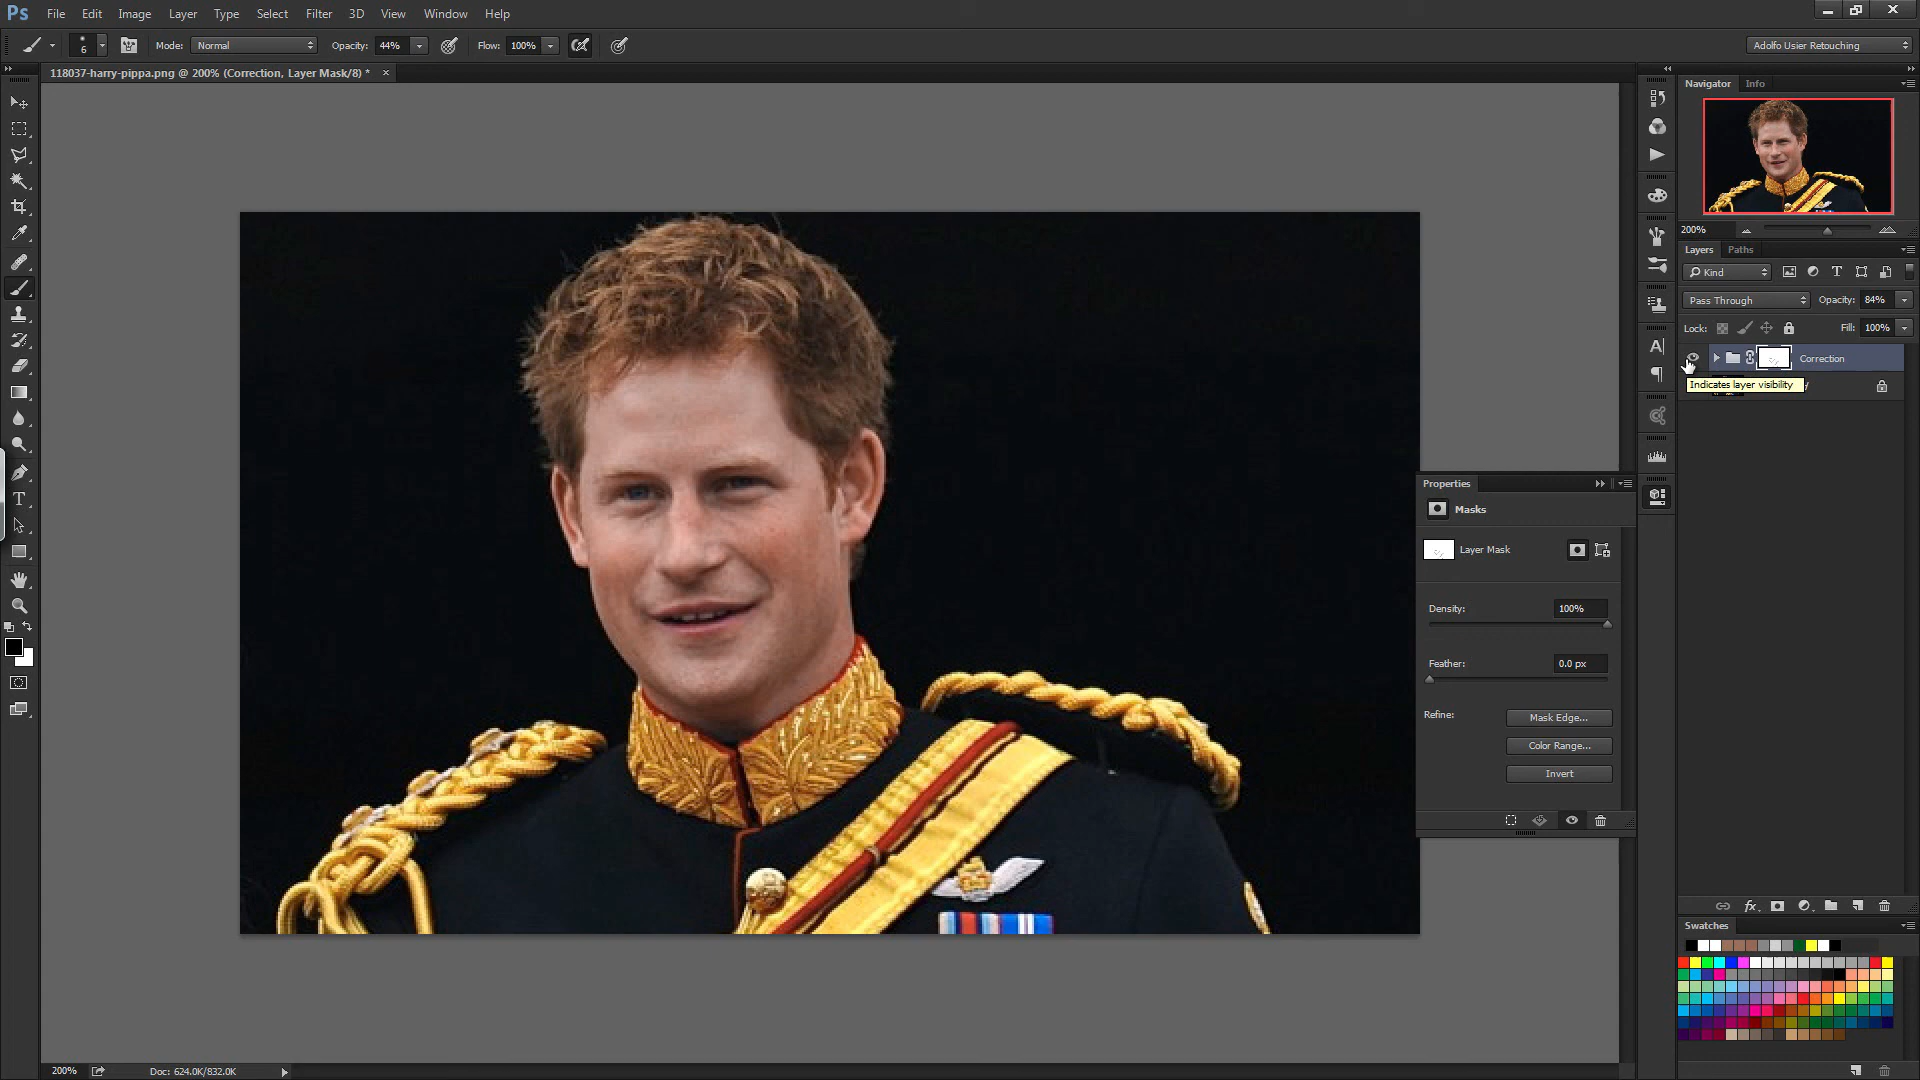 Ps File Edit Image Layer Type Select Filter 3D View Window Help
6 Mode: Normal Opacity: 44% Flow: 100% Adolfo Usier Retouching
118037-harry-pippa.png @ 200% (Correction, Layer Mask/8) * ×
Navigator Info
200%
Layers Paths
Kind
Pass Through Opacity: 84%
Lock: Fill: 100%
Correction
Indicates layer visibility
Properties
Masks
Layer Mask
Density: 100%
Feather: 0.0 px
Refine: Mask Edge...
Color Range...
Invert
Swatches
200% Doc: 624.0K/832.0K